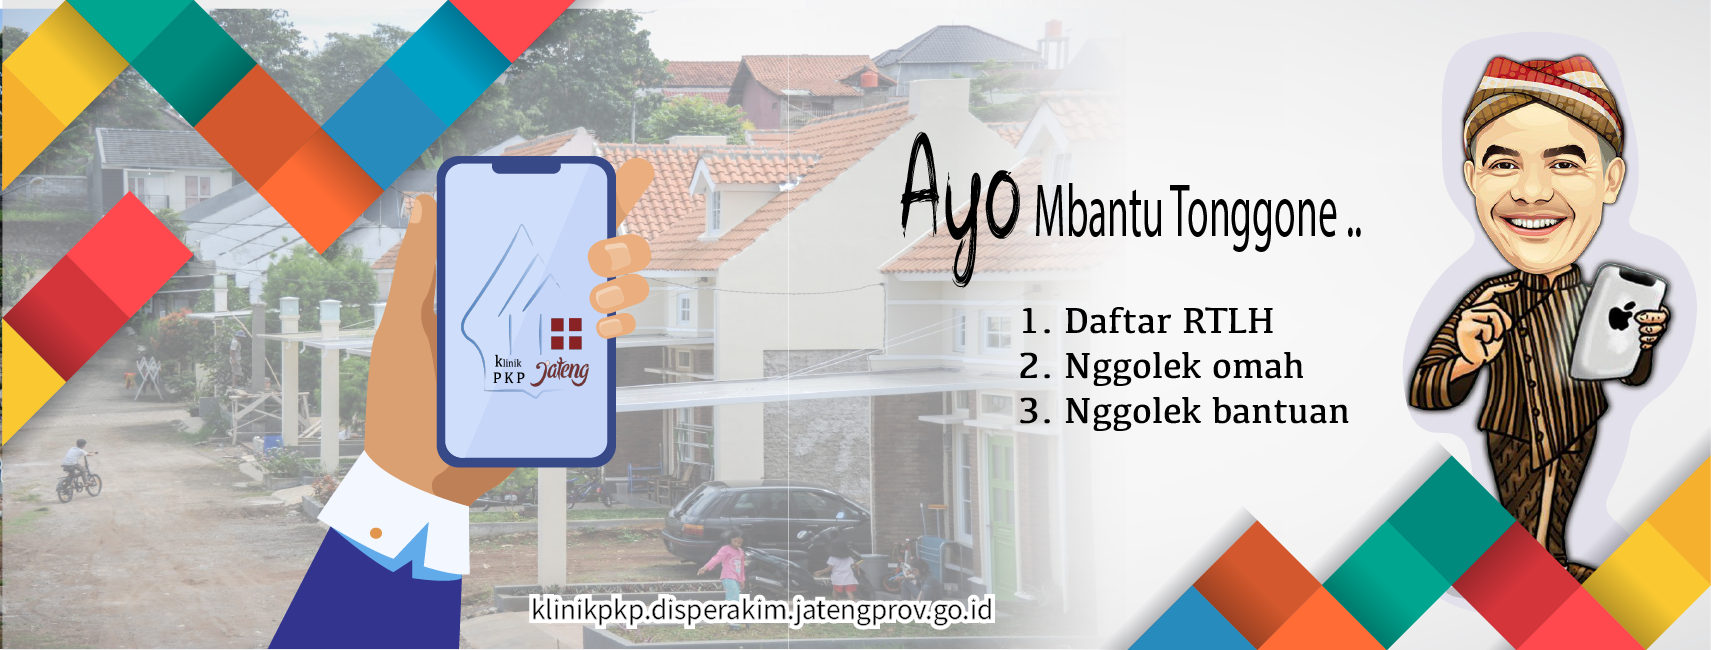 klinik
PKP Jateng
Ayo Mbantu Tonggone ..
1. Daftar RTLH
2. Nggolek omah
3. Nggolek bantuan
klinikpkp.disperakim.jatengprov.go.id